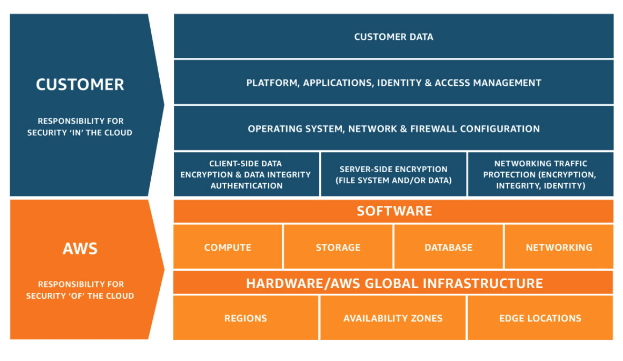 CUSTOMER
RESPONSIBILITY FOR
SECURITY 'IN' THE CLOUD
CUSTOMER DATA
PLATFORM, APPLICATIONS, IDENTITY & ACCESS MANAGEMENT
OPERATING SYSTEM, NETWORK & FIREWALL CONFIGURATION
CLIENT-SIDE DATA
ENCRYPTION & DATA INTEGRITY
AUTHENTICATION
SERVER-SIDE ENCRYPTION
(FILE SYSTEM AND/OR DATA)
NETWORKING TRAFFIC
PROTECTION (ENCRYPTION,
INTEGRITY, IDENTITY)
AWS
RESPONSIBILITY FOR
SECURITY 'OF' THE CLOUD
SOFTWARE
COMPUTE
STORAGE
DATABASE
NETWORKING
HARDWARE/AWS GLOBAL INFRASTRUCTURE
REGIONS
AVAILABILITY ZONES
EDGE LOCATIONS